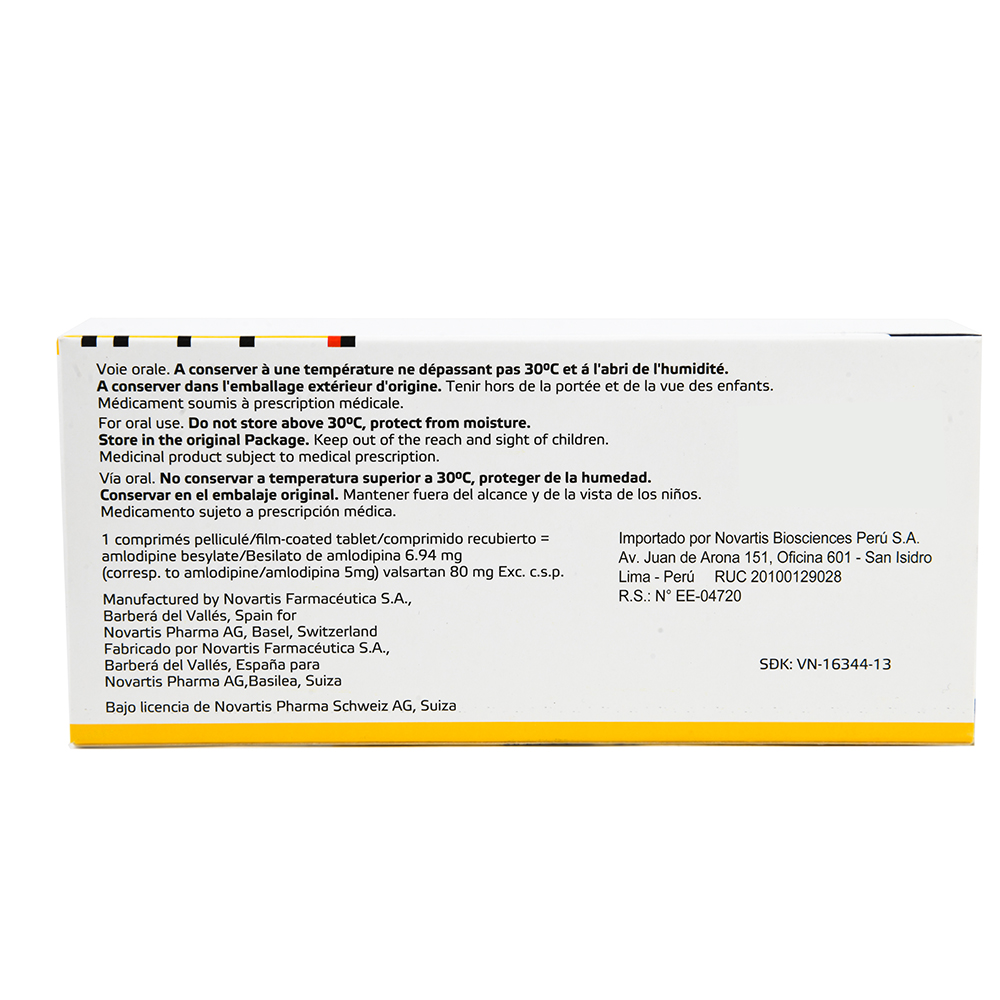 Voie orale. A conserver à une température ne dépassant pas 30ºC et á l'abri de l'humidité.
A conserver dans l'emballage extérieur d'origine. Tenir hors de la portée et de la vue des enfants.
Médicament soumis à prescription médicale.
For oral use. Do not store above 30ºC, protect from moisture.
Store in the original Package. Keep out of the reach and sight of children.
Medicinal product subject to medical prescription.
Vía oral. No conservar a temperatura superior a 30ºC, proteger de la humedad.
Conservar en el embalaje original. Mantener fuera del alcance y de la vista de los niños.
Medicamento sujeto a prescripción médica.
1 comprimés pelliculé/film-coated tablet/comprimido recubierto =
amlodipine besylate/Besilato de amlodipina 6.94 mg
(corresp. to amlodipine/amlodipina 5mg) valsartan 80 mg Exc. c.s.p.
Manufactured by Novartis Farmacéutica S.A.,
Barberá del Vallés, Spain for
Novartis Pharma AG, Basel, Switzerland
Fabricado por Novartis Farmacéutica S.A.,
Barberá del Vallés, España para
Novartis Pharma AG,Basilea, Suiza
Bajo licencia de Novartis Pharma Schweiz AG, Suiza
Importado por Novartis Biosciences Perú S.A.
Av. Juan de Arona 151, Oficina 601 - San Isidro
Lima - Perú RUC 20100129028
R.S.: N° EE-04720
SĐK: VN-16344-13